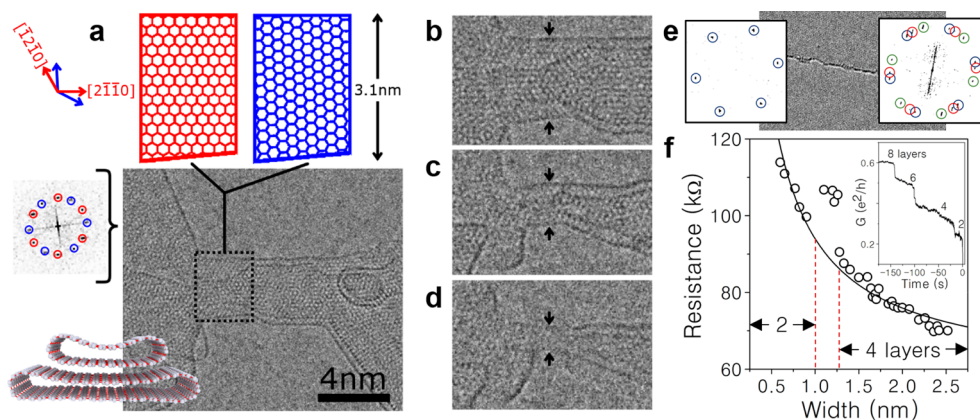 a
[1̄21̄0]
[21̄1̄0]
3.1nm
4nm
b
c
d
e
f
Resistance (kΩ)
120
100
80
60
0.5 1.0 1.5 2.0 2.5
Width (nm)
2
4 layers
G (e²/h)
0.6
0.4
0.2
8 layers
6
4
2
-150 -100 -50 0
Time (s)